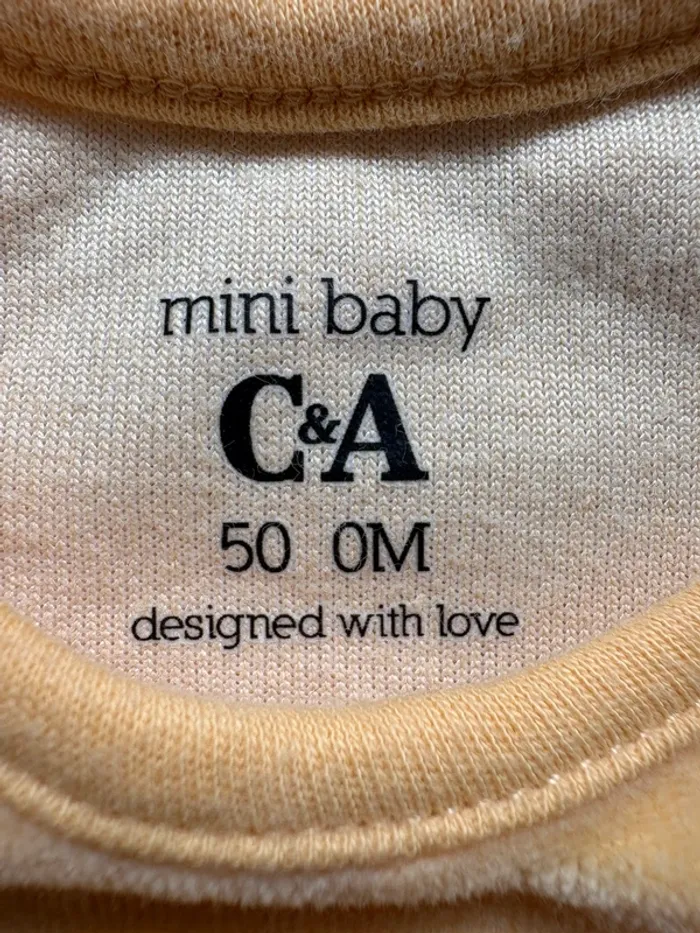 mini baby
C&A
50 0M
designed with love